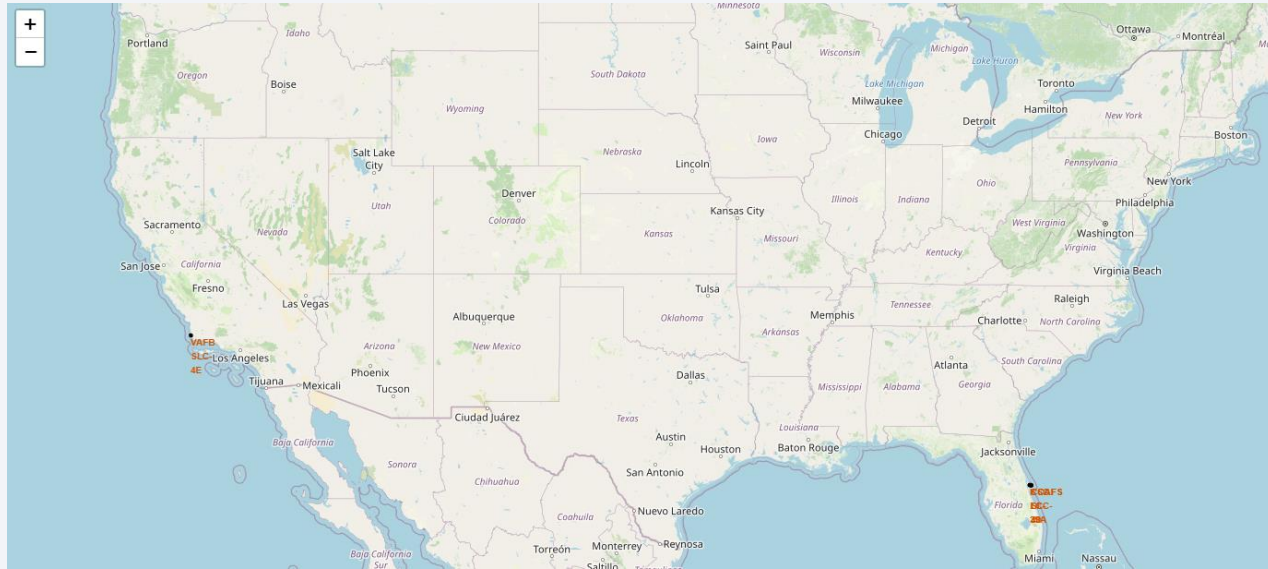 +
−
Minnesota
Ottawa
Montréal
Portland
Idaho
Saint Paul
Wisconsin
Michigan
Lake Huron
Oregon
Boise
South Dakota
Lake Michigan
Toronto
Milwaukee
Hamilton
Wyoming
Detroit
New York
Chicago
Boston
Iowa
Salt Lake
City
Nebraska
Lincoln
Pennsylvania
Ohio
New York
Denver
Utah
Illinois
Indiana
Philadelphia
Kansas City
Sacramento
Nevada
Colorado
Kansas
Missouri
West Virginia
Washington
Virginia
San Jose
California
Kentucky
Virginia Beach
Fresno
Las Vegas
Tulsa
Raleigh
Tennessee
Albuquerque
Oklahoma
Memphis
Charlotte
North Carolina
Arkansas
VAFB
SLC-
4E
Los Angeles
Arizona
New Mexico
South Carolina
Atlanta
Phoenix
Dallas
Tijuana
Mexicali
Tucson
Mississippi
Alabama
Georgia
Ciudad Juárez
Texas
Louisiana
Baja California
Austin
Baton Rouge
Jacksonville
Sonora
Houston
San Antonio
Chihuahua
Florida
Nuevo Laredo
Coahuila
Baja California
Sur
Torreón
Monterrey
Reynosa
Saltillo
Tamaulipas
Miami
Nassau